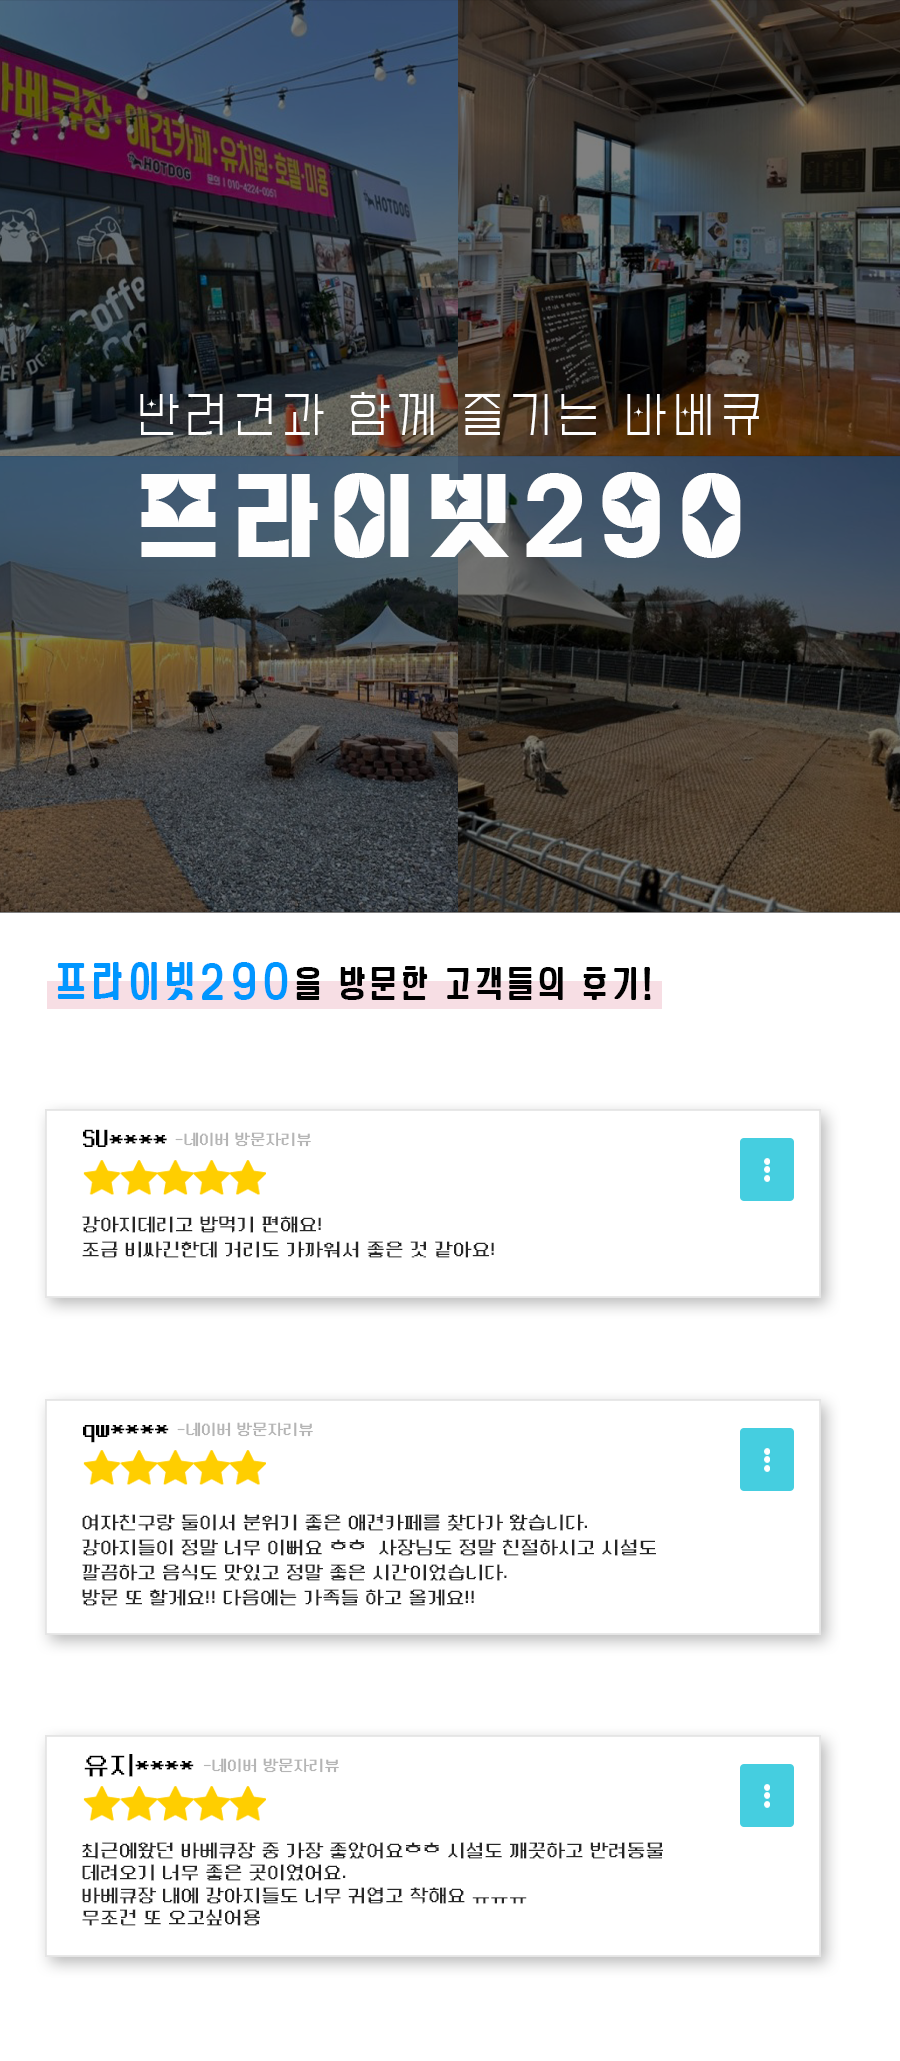 바베큐장·애견카페·유치원·호텔·미용
HOTDOG 문의 | 010-4224-0051
HOTDOG
Coffee
반려견과 함께 즐기는 바베큐
프라이빗290
프라이빗290을 방문한 고객들의 후기!
SU**** -네이버 방문자리뷰
강아지데리고 밥먹기 편해요!
조금 비싸긴한데 거리도 가까워서 좋은 것 같아요!
qw**** -네이버 방문자리뷰
여자친구랑 둘이서 분위기 좋은 애견카페를 찾다가 왔습니다.
강아지들이 정말 너무 이뻐요 ㅎㅎ 사장님도 정말 친절하시고 시설도
깔끔하고 음식도 맛있고 정말 좋은 시간이었습니다.
방문 또 할게요!! 다음에는 가족들 하고 올게요!!
유지**** -네이버 방문자리뷰
최근에왔던 바베큐장 중 가장 좋았어요ㅎㅎ 시설도 깨끗하고 반려동물
데려오기 너무 좋은 곳이였어요.
바베큐장 내에 강아지들도 너무 귀엽고 착해요 ㅠㅠㅠ
무조건 또 오고싶어용